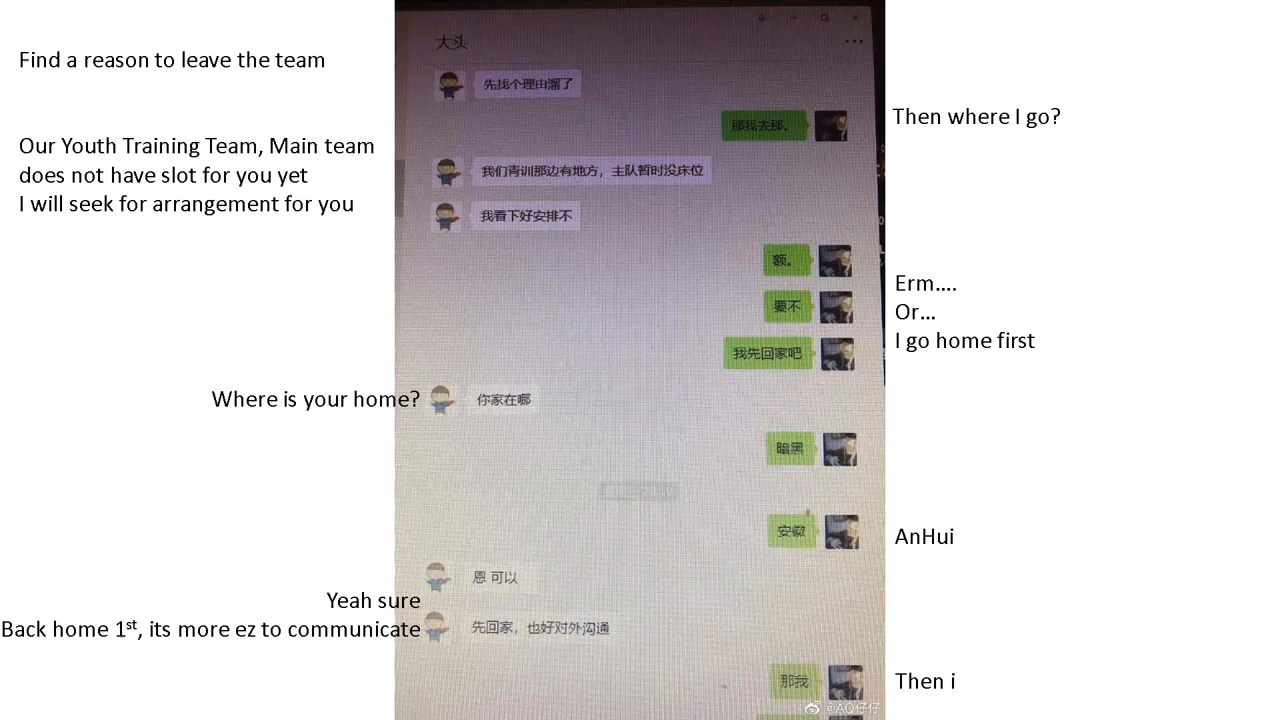 大头
Find a reason to leave the team
先找个理由溜了
那我去那。
Then where I go?
Our Youth Training Team, Main team
does not have slot for you yet
I will seek for arrangement for you
我们青训那边有地方，主队暂时没床位
我看下好安排不
额。
要不
我先回家吧
Erm....
Or...
I go home first
Where is your home?
你家在哪
暗黑
安徽
AnHui
恩 可以
Yeah sure
Back home 1st, its more ez to communicate
先回家，也好对外沟通
那我
Then i
@AQ仔仔